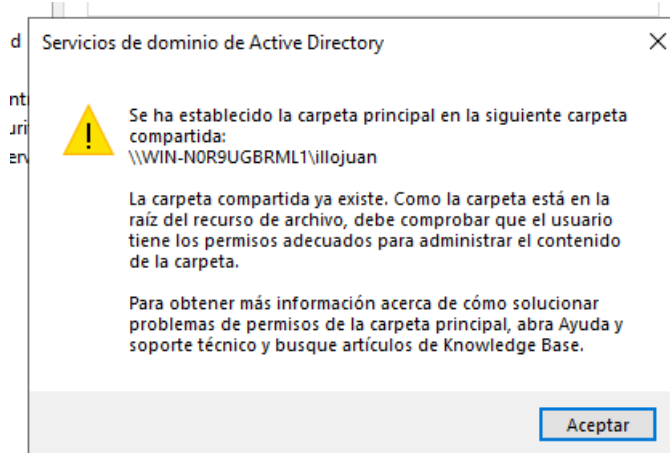 d
Servicios de dominio de Active Directory
Se ha establecido la carpeta principal en la siguiente carpeta
compartida:
\\WIN-N0R9UGBRML1\illojuan
La carpeta compartida ya existe. Como la carpeta está en la
raíz del recurso de archivo, debe comprobar que el usuario
tiene los permisos adecuados para administrar el contenido
de la carpeta.
Para obtener más información acerca de cómo solucionar
problemas de permisos de la carpeta principal, abra Ayuda y
soporte técnico y busque artículos de Knowledge Base.
Aceptar